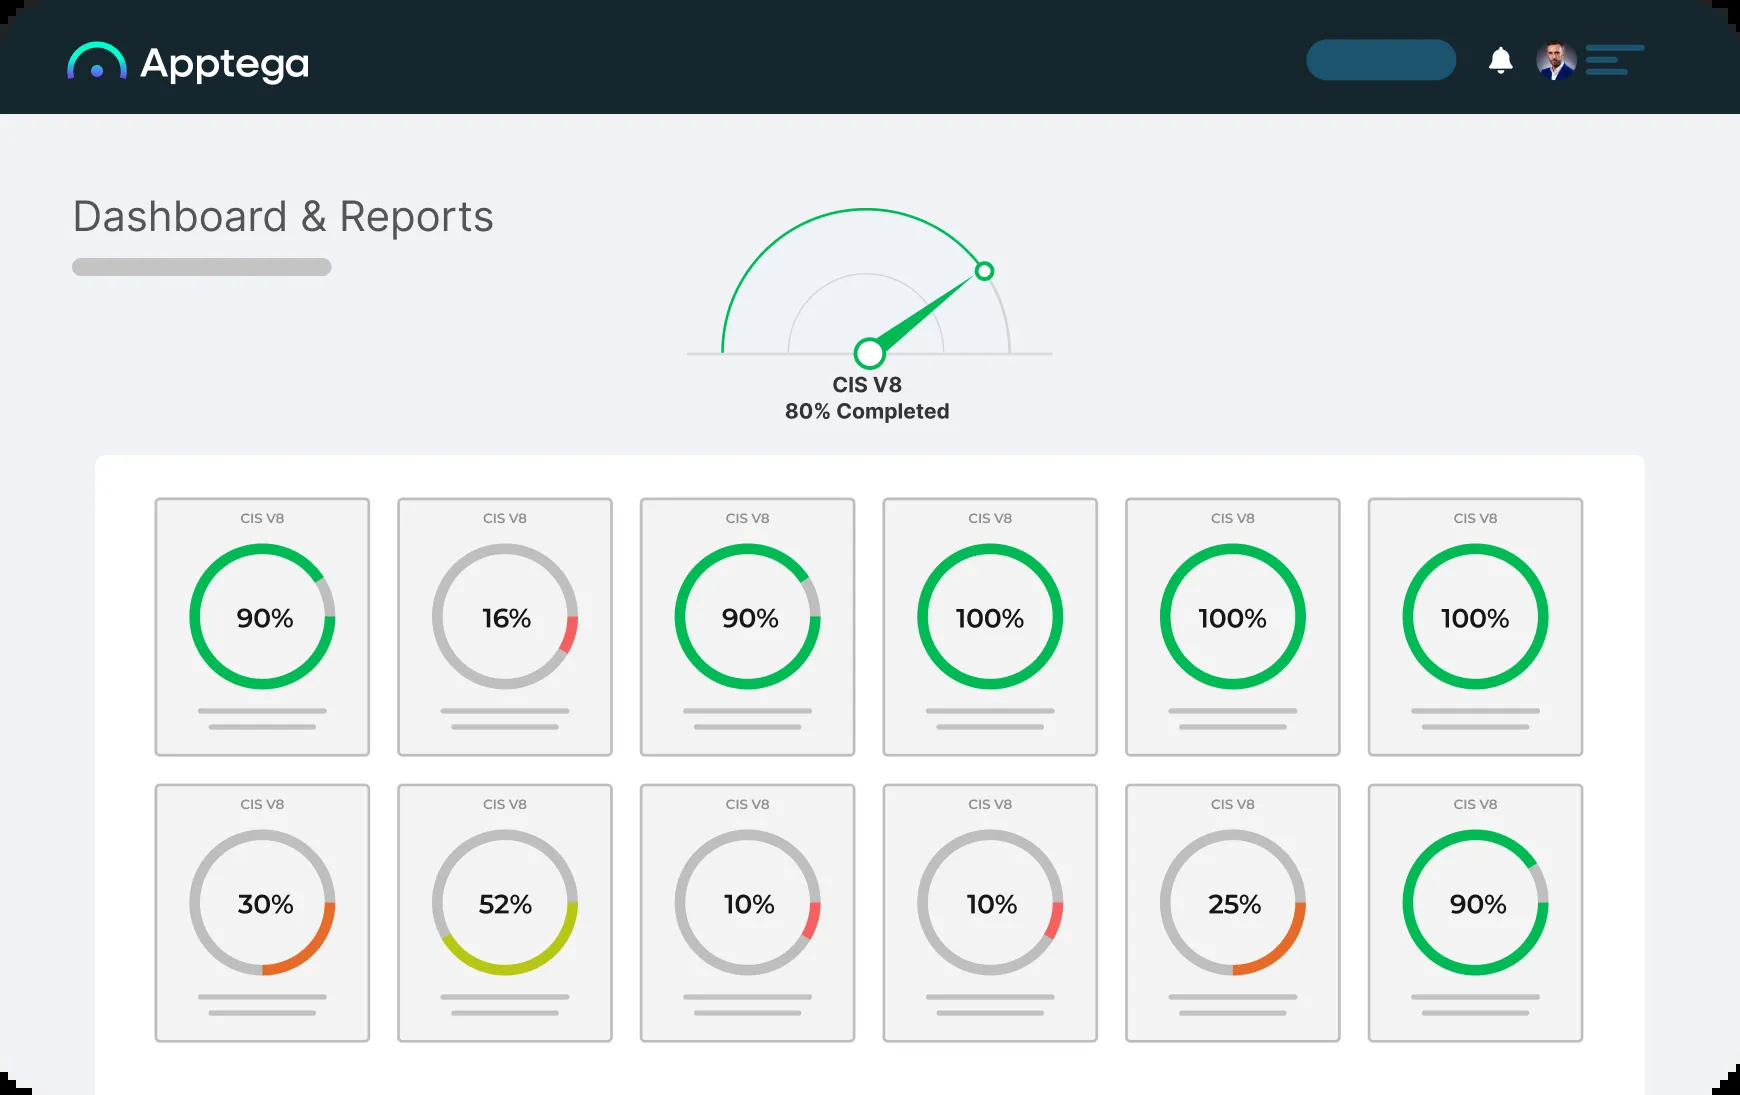 Apptega
Dashboard & Reports
CIS V8
80% Completed
CIS V8
90%
CIS V8
16%
CIS V8
90%
CIS V8
100%
CIS V8
100%
CIS V8
100%
CIS V8
30%
CIS V8
52%
CIS V8
10%
CIS V8
10%
CIS V8
25%
CIS V8
90%